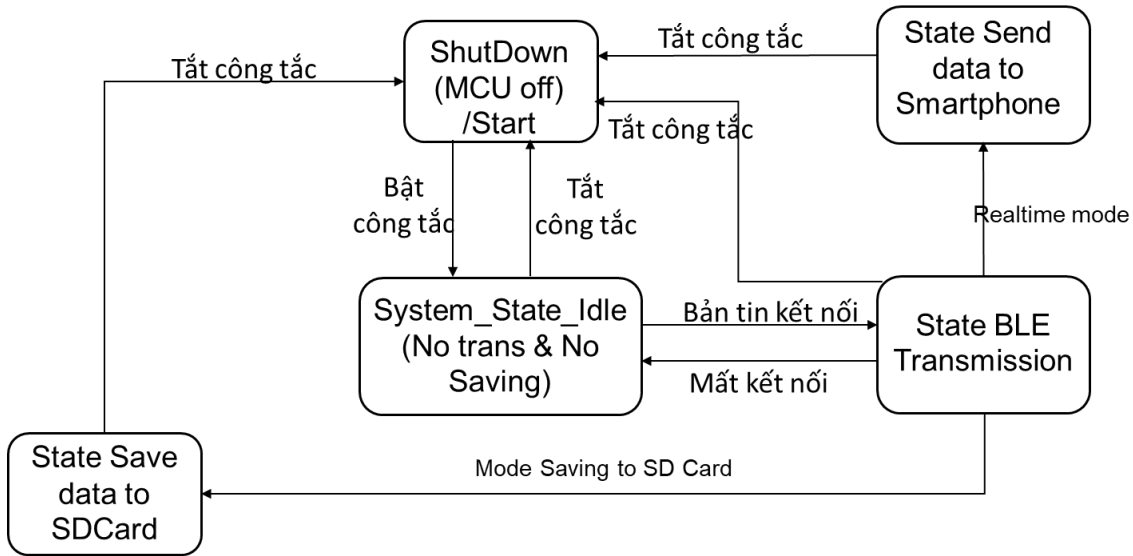 ShutDown
(MCU off)
/Start
Tắt công tắc
State Send
data to
Smartphone
Tắt công tắc
Tắt công tắc
Bật
công tắc
Tắt
công tắc
Realtime mode
System_State_Idle
(No trans & No
Saving)
Bản tin kết nối
Mất kết nối
State BLE
Transmission
State Save
data to
SDCard
Mode Saving to SD Card